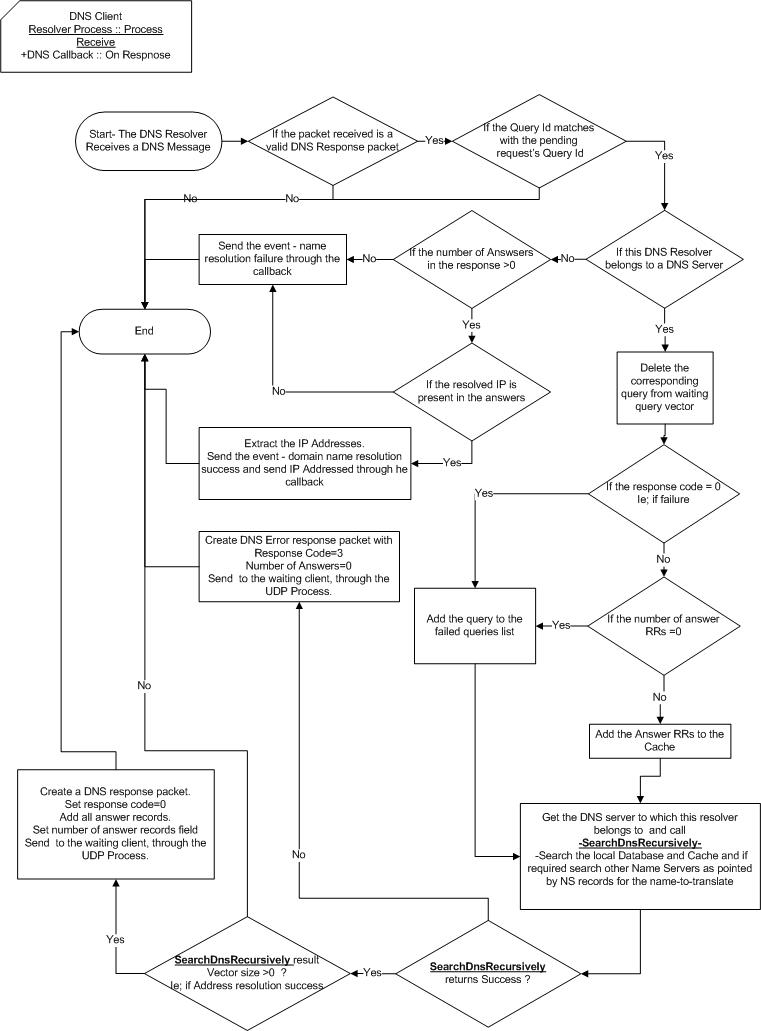 DNS Client
Resolver Process :: Process
Receive
+DNS Callback :: On Respnose
Start- The DNS Resolver
Receives a DNS Message
If the packet received is a
valid DNS Response packet
Yes
If the Query Id matches
with the pending
request's Query Id
Yes
No
No
Send the event - name
resolution failure through the
callback
No
If the number of Answsers
in the response >0
No
If this DNS Resolver
belongs to a DNS Server
End
Yes
Yes
No
If the resolved IP is
present in the answers
Delete the
corresponding
query from waiting
query vector
Extract the IP Addresses.
Send the event - domain name resolution
success and send IP Addressed through he
callback
Yes
Yes
If the response code = 0
Ie; if failure
No
Create DNS Error response packet with
Response Code=3
Number of Answers=0
Send to the waiting client, through the
UDP Process.
Add the query to the
failed queries list
Yes
If the number of answer
RRs =0
No
No
Add the Answer RRs to the
Cache
Create a DNS response packet.
Set response code=0
Add all answer records.
Set number of answer records field
Send to the waiting client, through the
UDP Process.
Get the DNS server to which this resolver
belongs to and call
-SearchDnsRecursively-
-Search the local Database and Cache and if
required search other Name Servers as pointed
by NS records for the name-to-translate
No
Yes
SearchDnsRecursively result
Vector size >0 ?
Ie; if Address resolution success
Yes
SearchDnsRecursively
returns Success ?